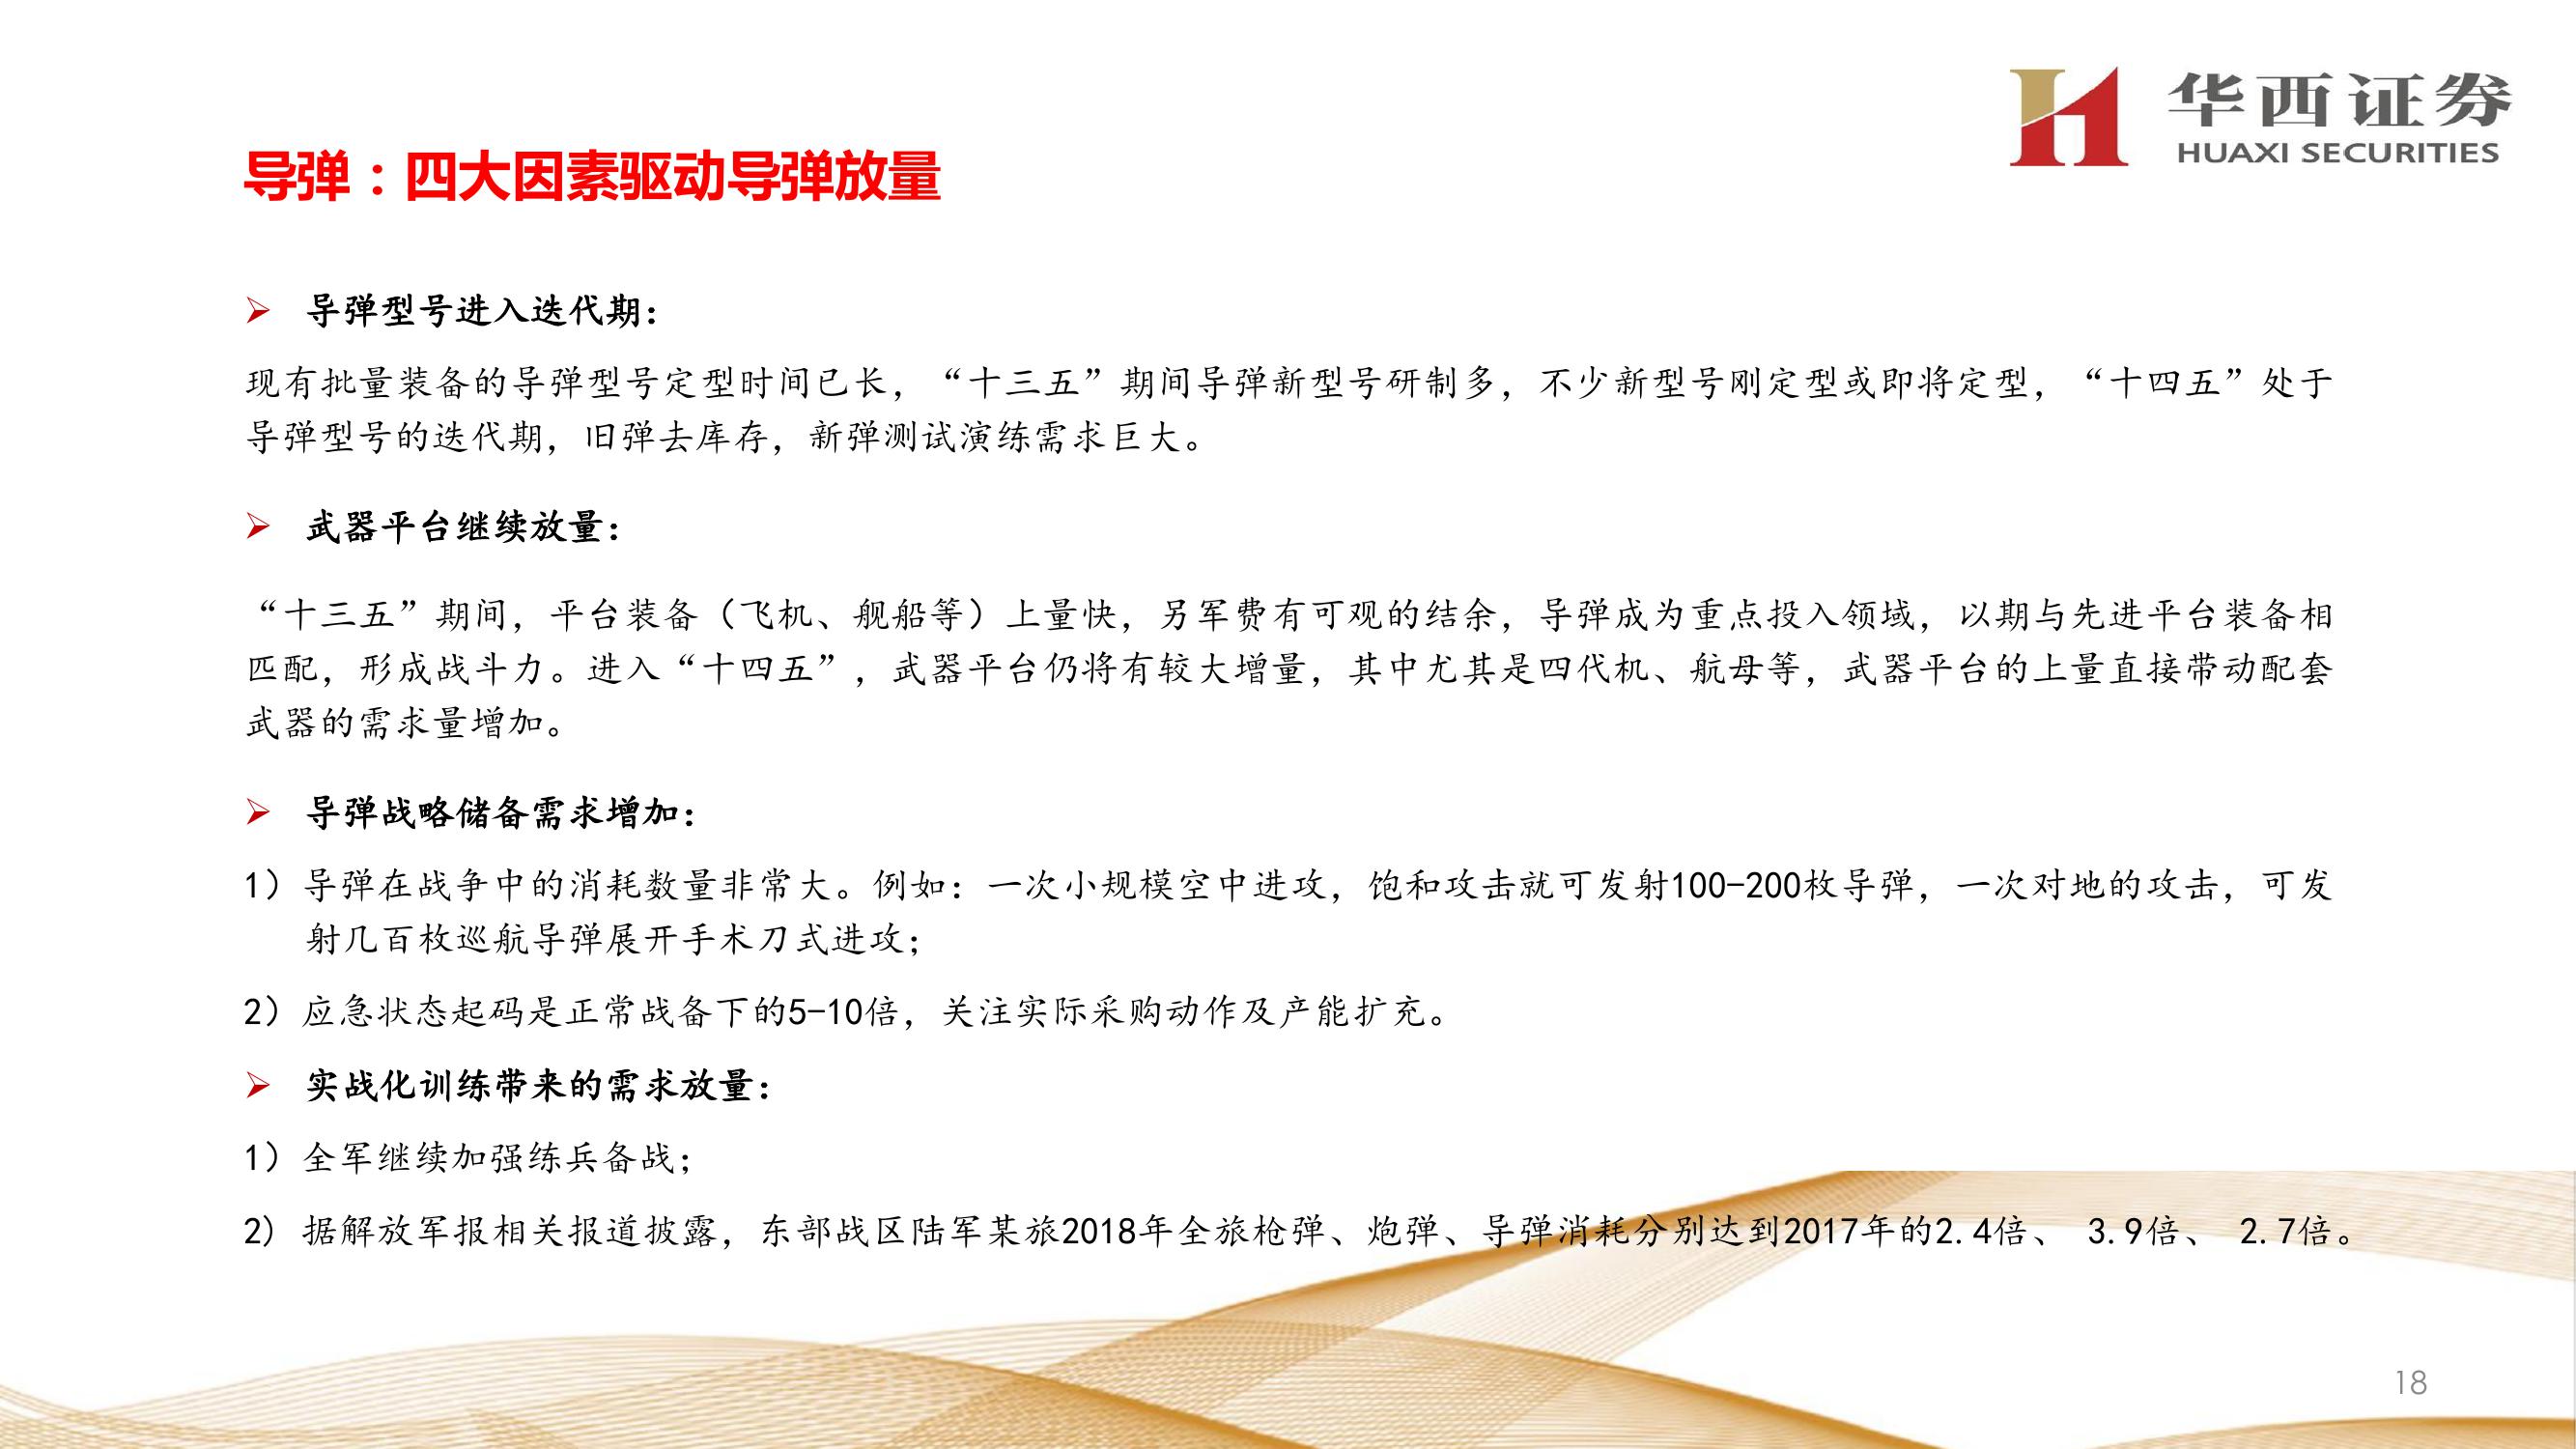 华西证券
HUAXI SECURITIES
导弹：四大因素驱动导弹放量
➢ 导弹型号进入迭代期：
现有批量装备的导弹型号定型时间已长，“十三五”期间导弹新型号研制多，不少新型号刚定型或即将定型，“十四五”处于
导弹型号的迭代期，旧弹去库存，新弹测试演练需求巨大。
➢ 武器平台继续放量：
“十三五”期间，平台装备（飞机、舰船等）上量快，另军费有可观的结余，导弹成为重点投入领域，以期与先进平台装备相
匹配，形成战斗力。进入“十四五”，武器平台仍将有较大增量，其中尤其是四代机、航母等，武器平台的上量直接带动配套
武器的需求量增加。
➢ 导弹战略储备需求增加：
1）导弹在战争中的消耗数量非常大。例如：一次小规模空中进攻，饱和攻击就可发射100-200枚导弹，一次对地的攻击，可发
射几百枚巡航导弹展开手术刀式进攻；
2）应急状态起码是正常战备下的5-10倍，关注实际采购动作及产能扩充。
➢ 实战化训练带来的需求放量：
1）全军继续加强练兵备战；
2) 据解放军报相关报道披露，东部战区陆军某旅2018年全旅枪弹、炮弹、导弹消耗分别达到2017年的2.4倍、 3.9倍、 2.7倍。
18